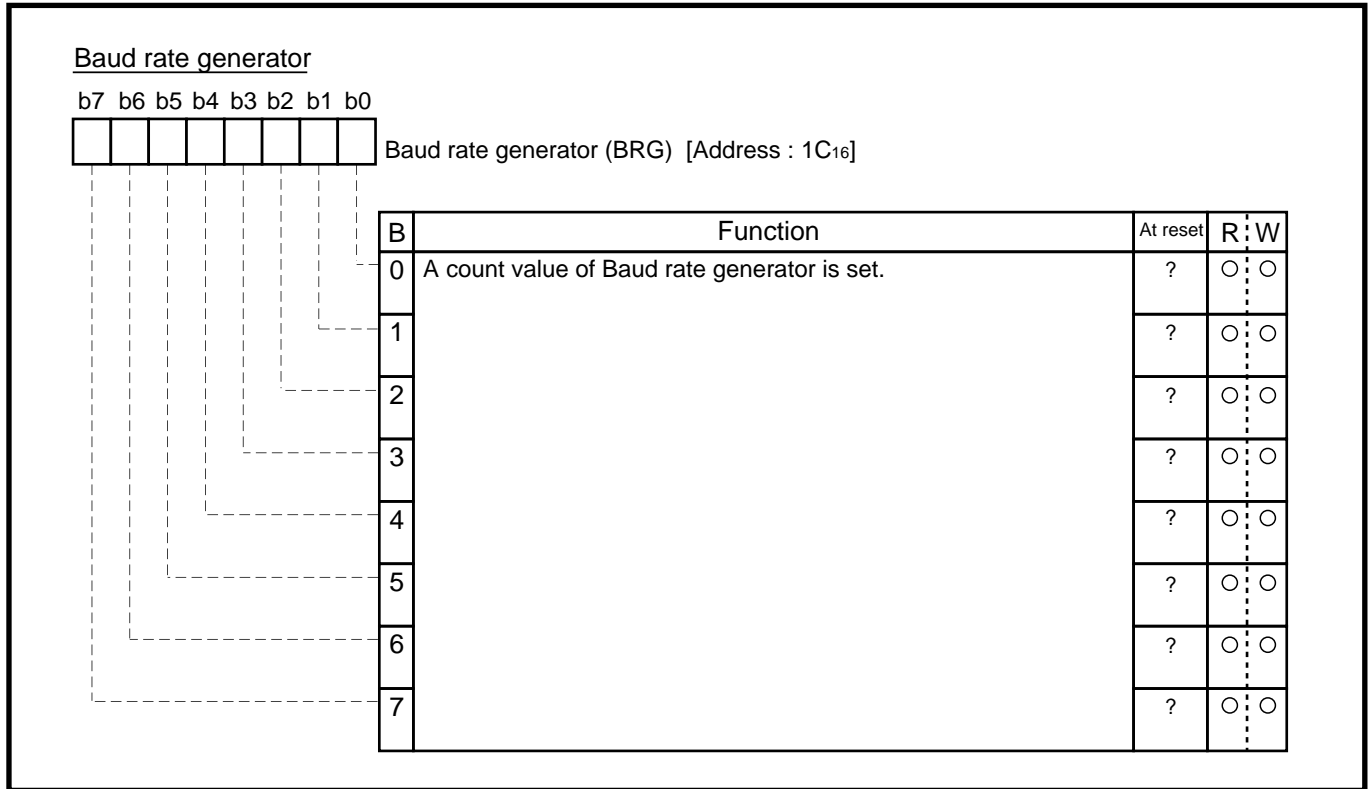 Baud rate generator
b7 b6 b5 b4 b3 b2 b1 b0
Baud rate generator (BRG) [Address : 1C₁₆]
B Function At reset R W
0 A count value of Baud rate generator is set. ? ○ ○
1 ? ○ ○
2 ? ○ ○
3 ? ○ ○
4 ? ○ ○
5 ? ○ ○
6 ? ○ ○
7 ? ○ ○